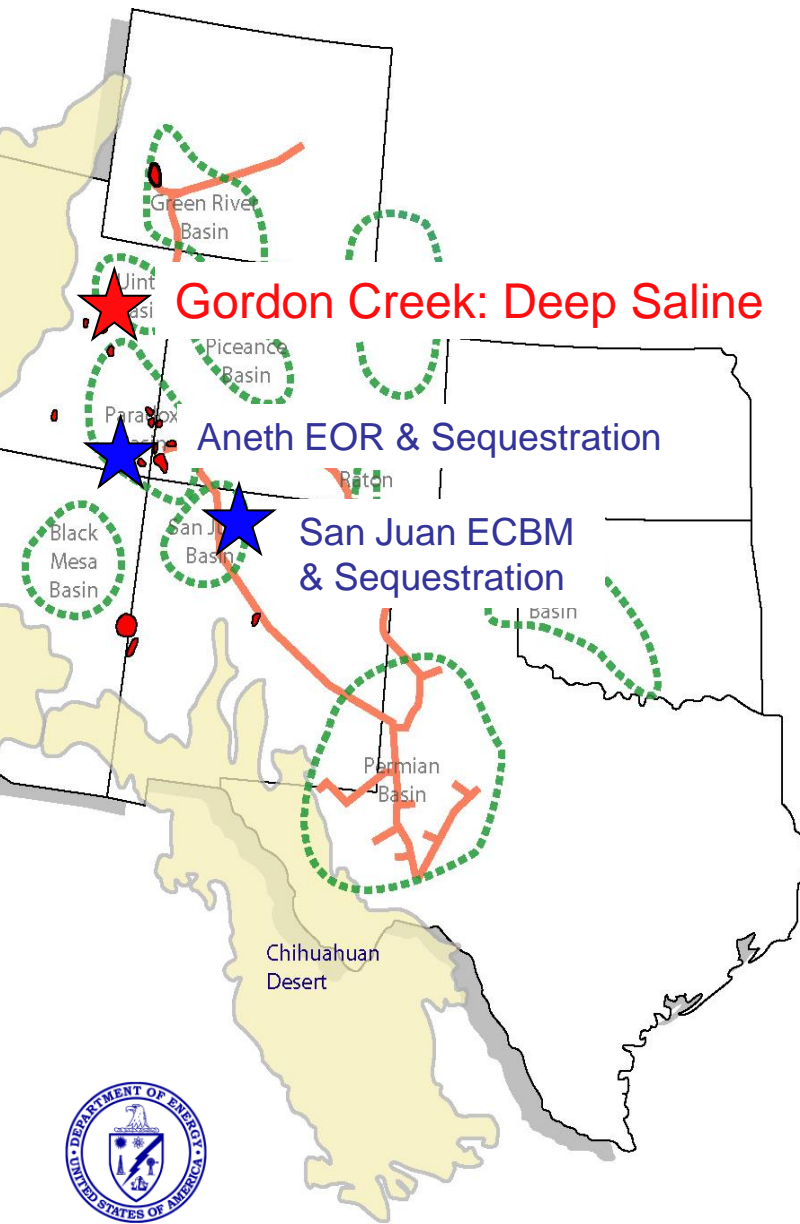 Green River
Basin
Gordon Creek: Deep Saline
Piceance
Basin
Aneth EOR & Sequestration
Raton
San Juan ECBM
& Sequestration
Black
Mesa
Basin
Basin
Basin
Permian
Basin
Chihuahuan
Desert
DEPARTMENT OF ENERGY
UNITED STATES OF AMERICA